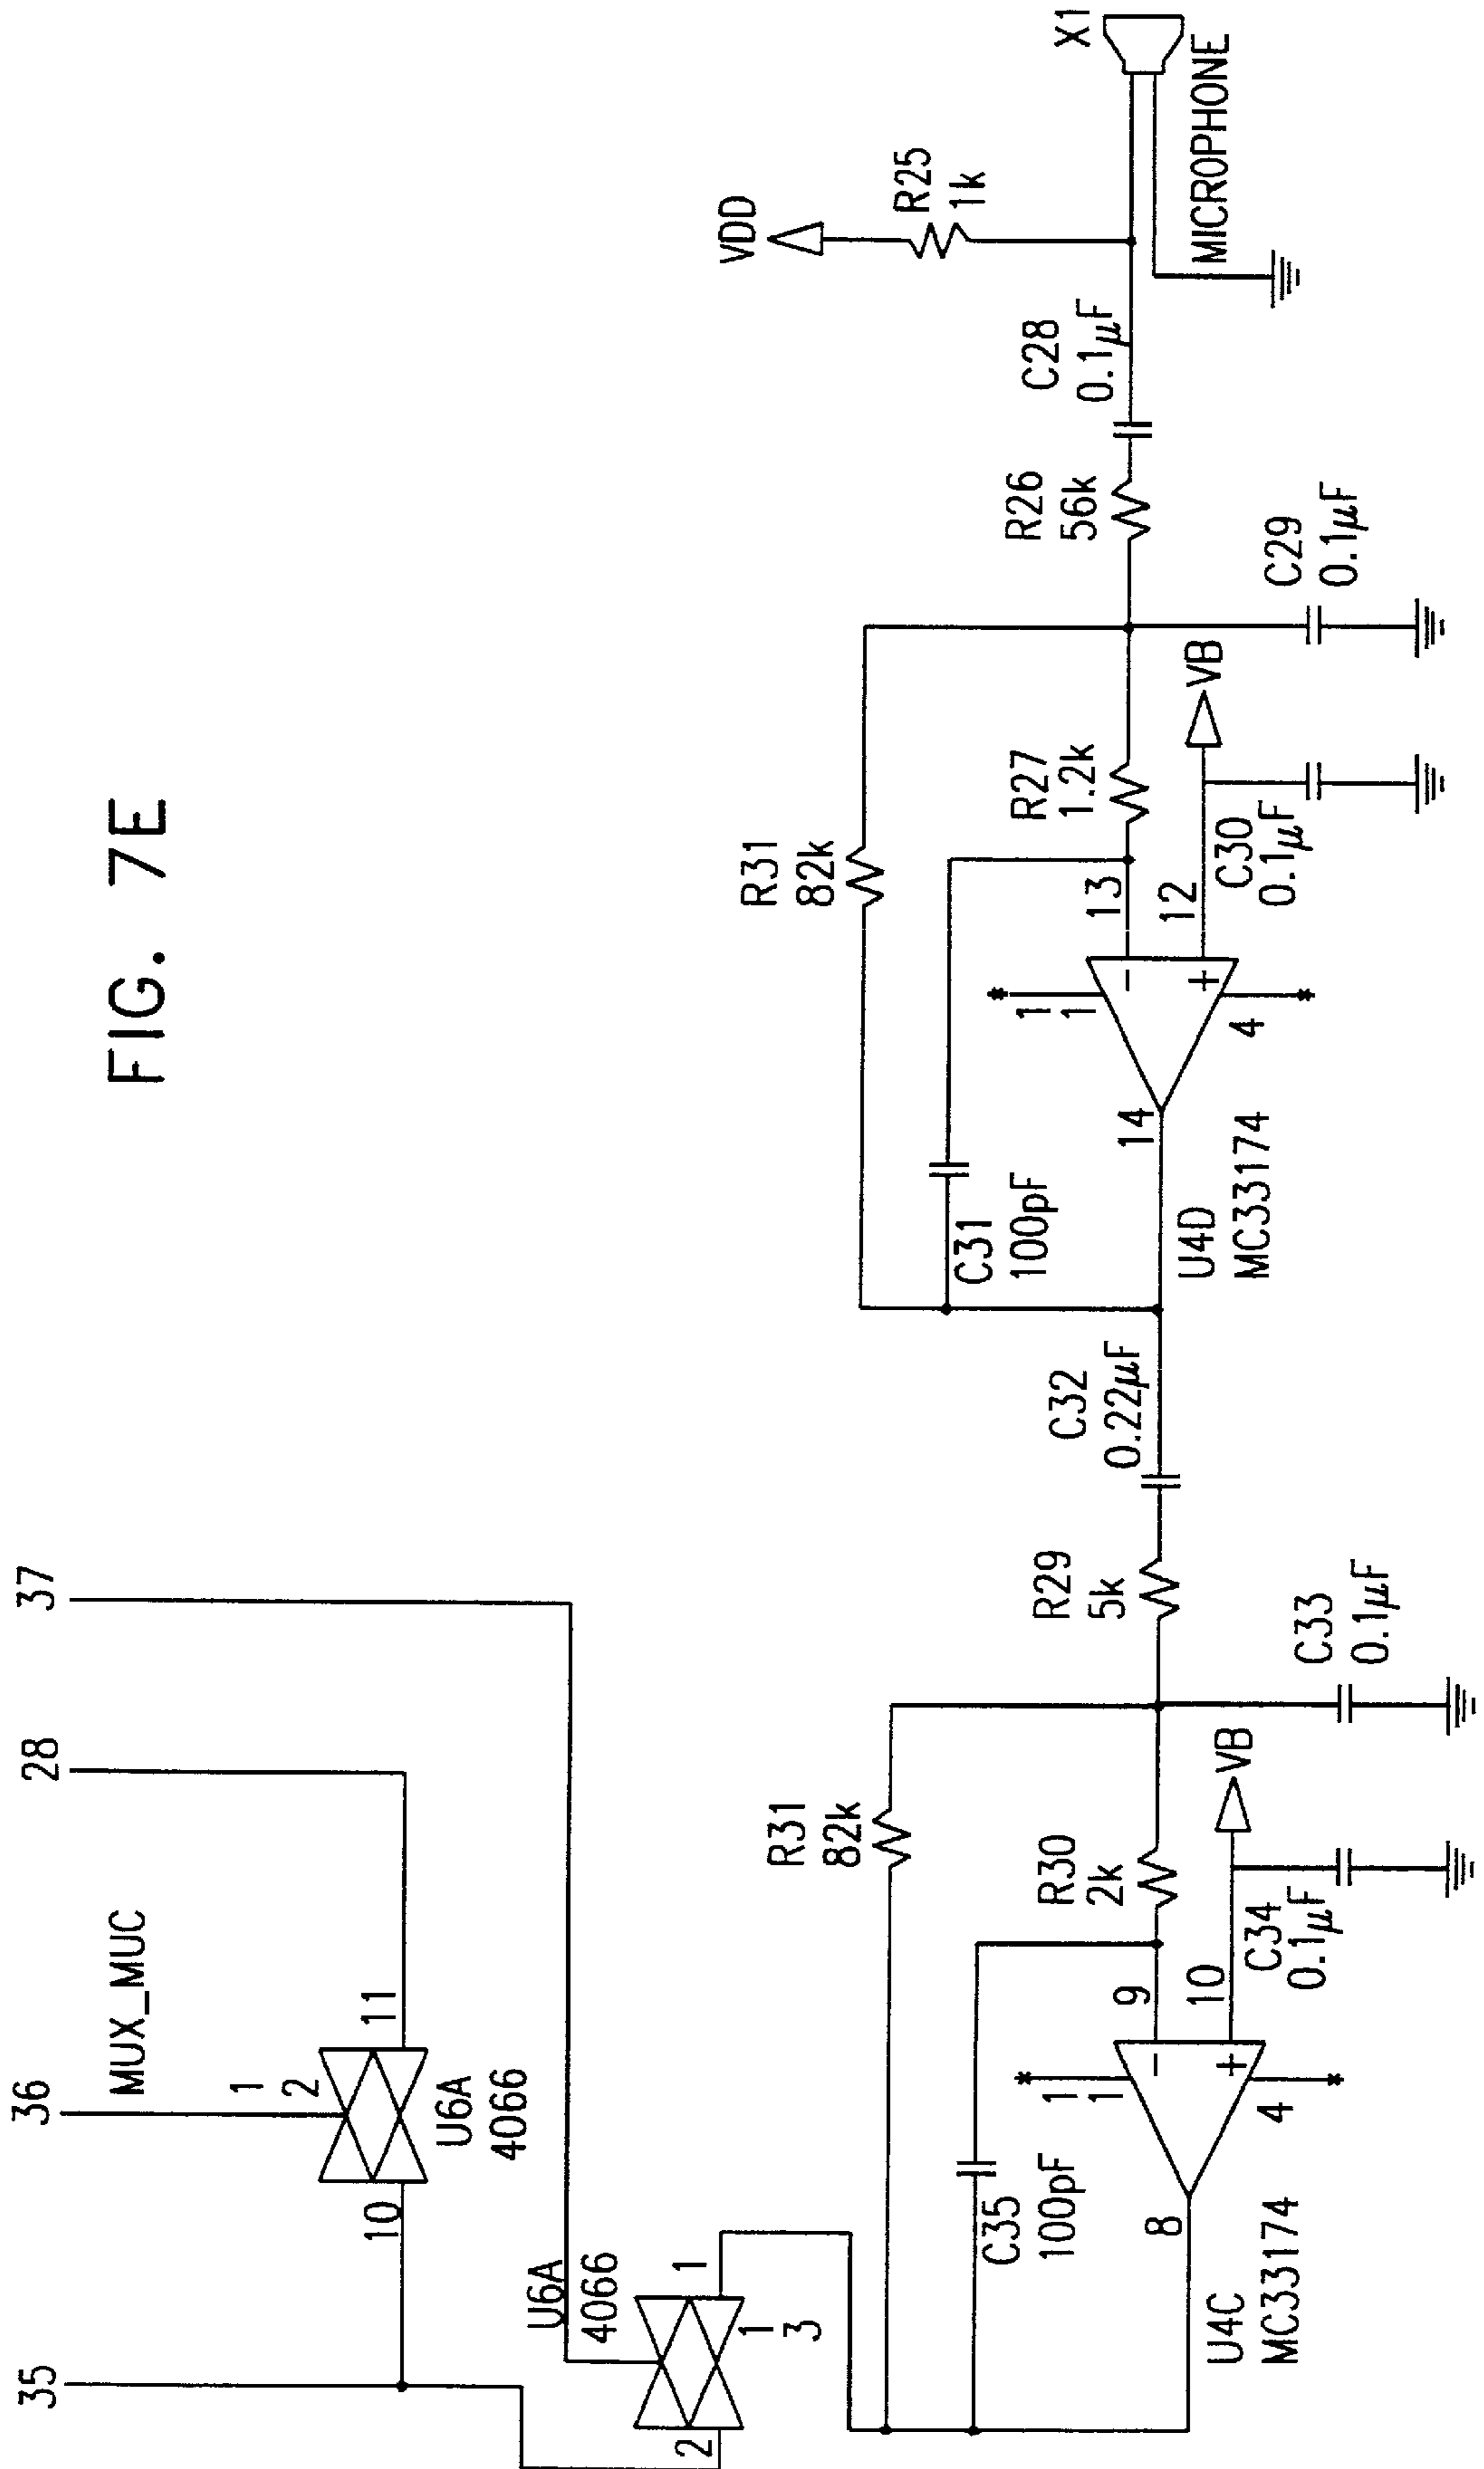 FIG. 7E
35
36
28
37
MUX_MUC
1
2
10
11
U6A
4066
U6A
4066
2
1
1
3
R31
82k
C35
100pF
R30
2k
9
10
1
1
4
8
U4C
MC33174
C34
0.1μF
VB
C33
0.1μF
R29
5k
C32
0.22μF
R31
82k
C31
100pF
R27
1.2k
13
12
1
1
4
14
U4D
MC33174
C30
0.1μF
VB
C29
0.1μF
R26
56k
C28
0.1μF
VDD
R25
1k
X1
MICROPHONE